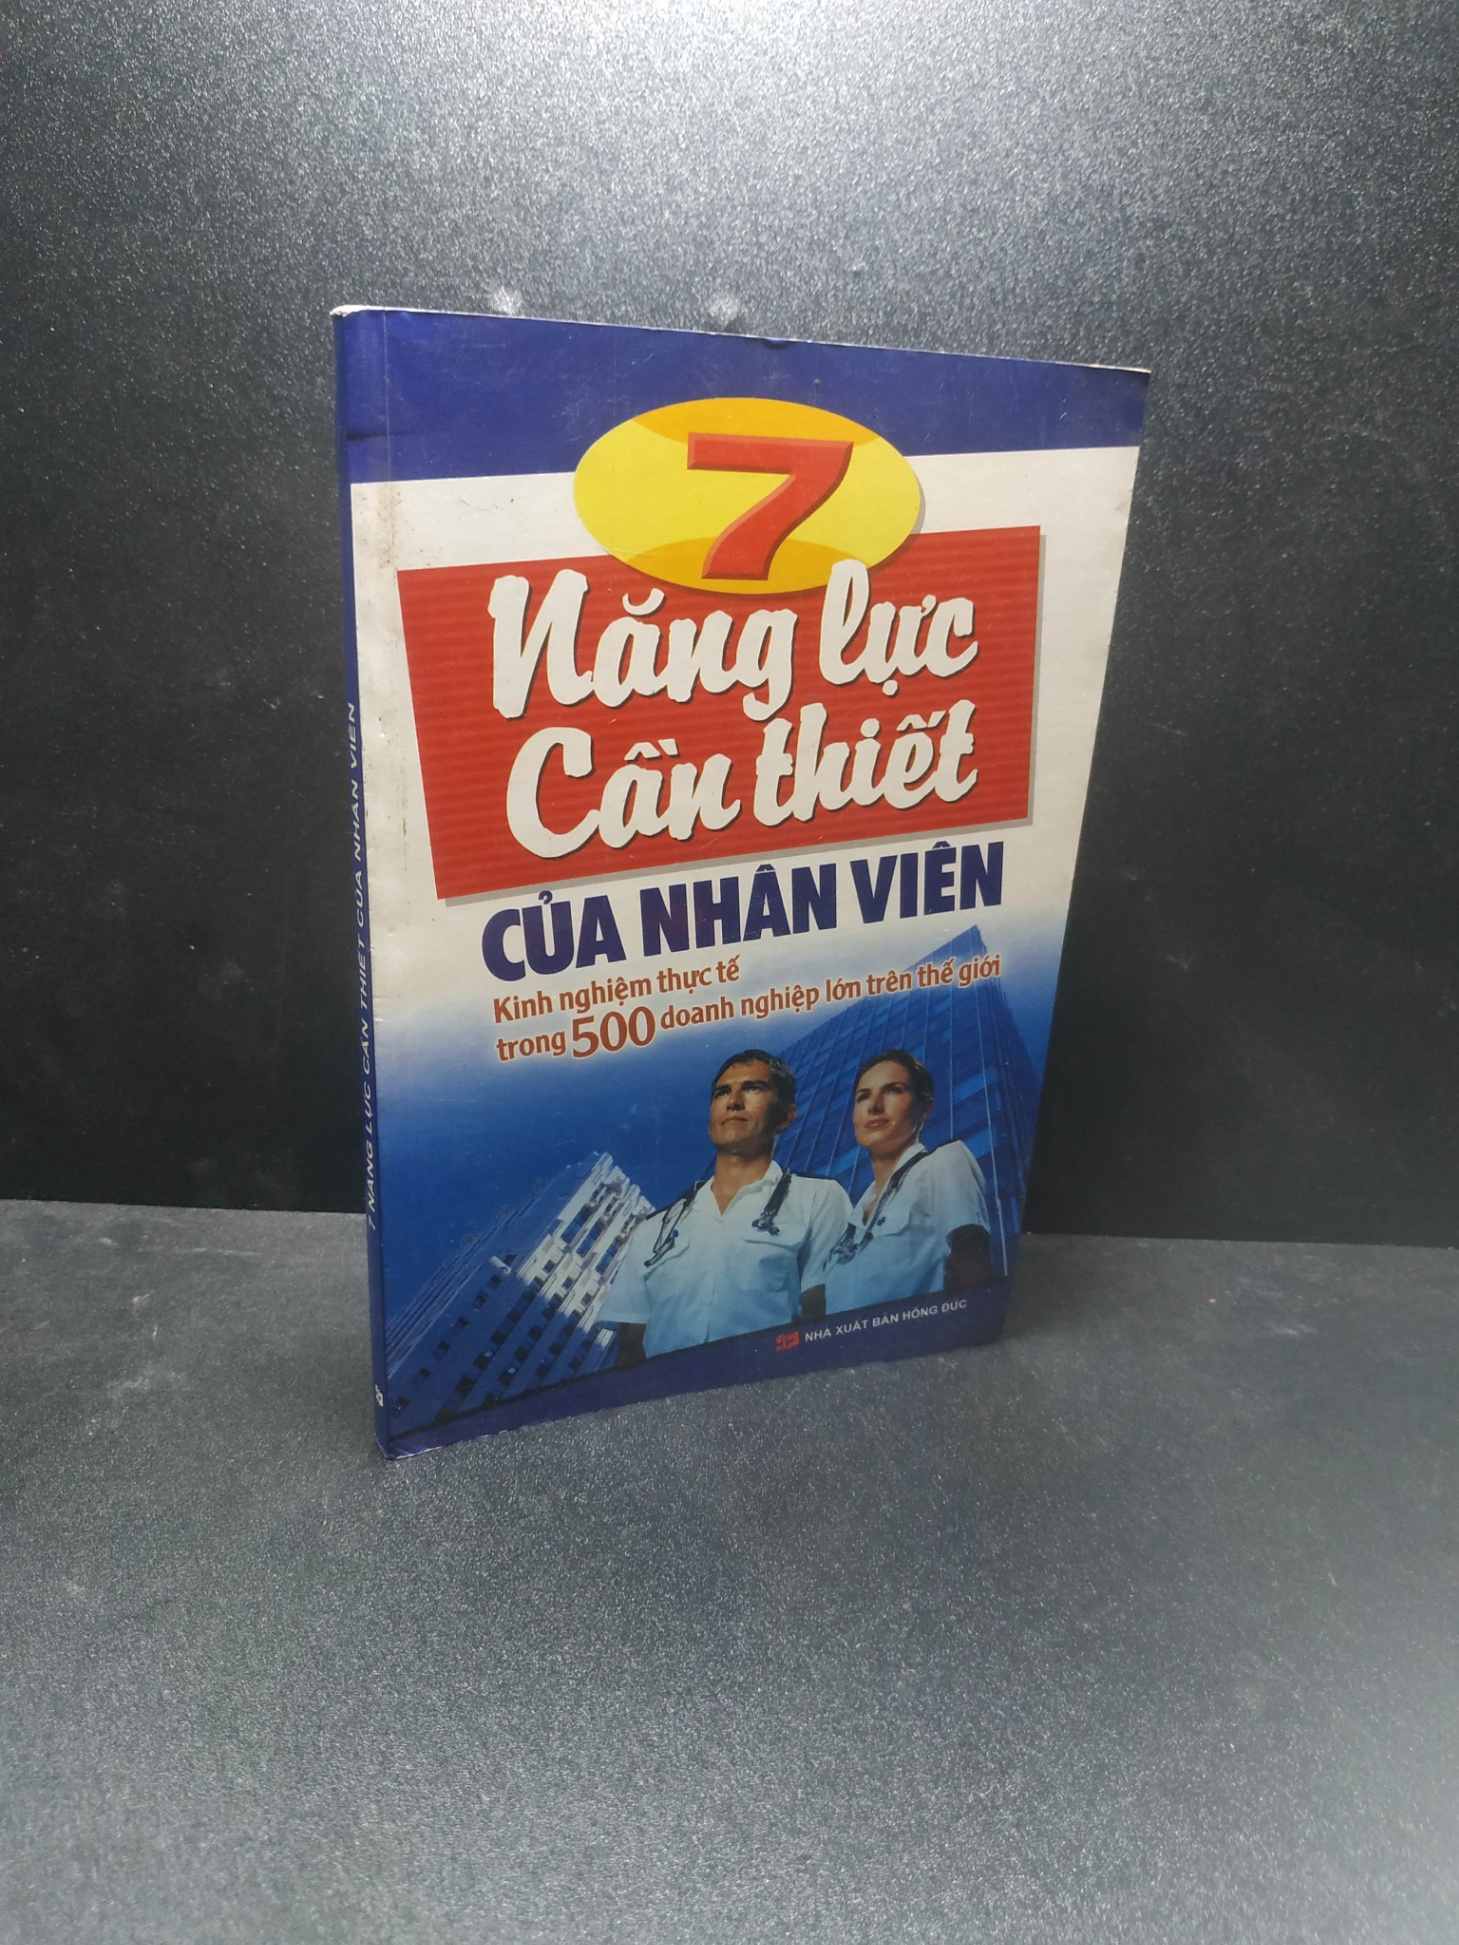 7
Năng lực
Cần thiết
CỦA NHÂN VIÊN
Kinh nghiệm thực tế
trong 500 doanh nghiệp lớn trên thế giới
NHÀ XUẤT BẢN HỒNG ĐỨC
7 NĂNG LỰC CẦN THIẾT CỦA NHÂN VIÊN